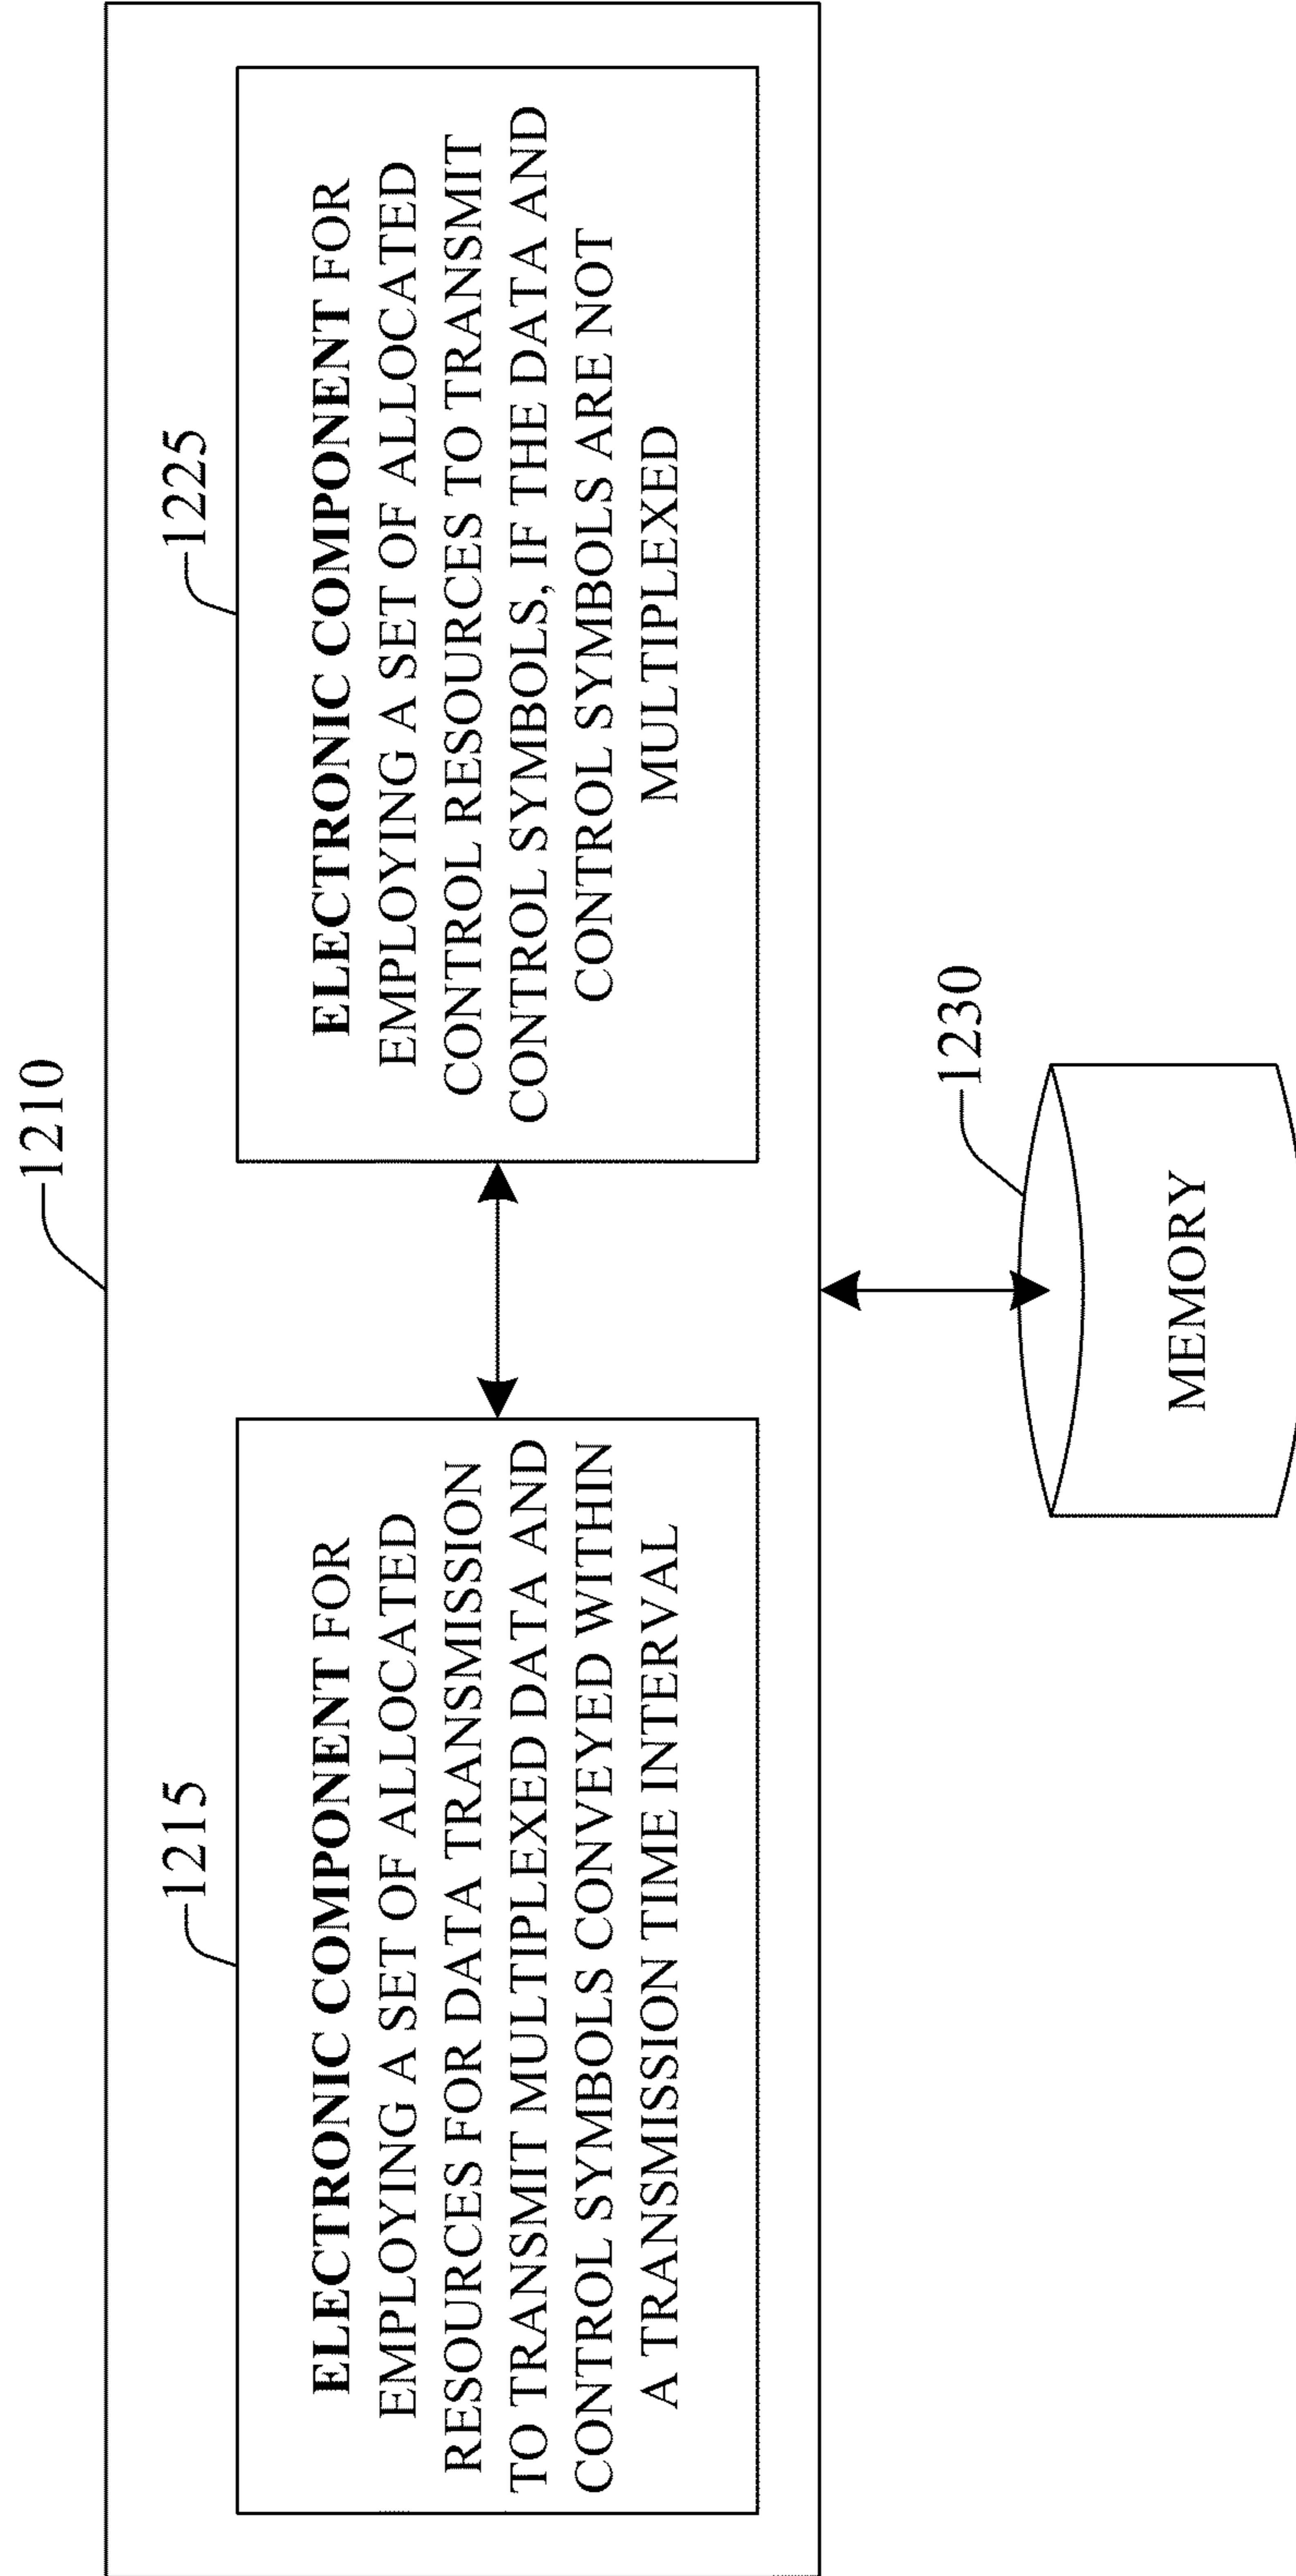 1210
1215
ELECTRONIC COMPONENT FOR
EMPLOYING A SET OF ALLOCATED
RESOURCES FOR DATA TRANSMISSION
TO TRANSMIT MULTIPLEXED DATA AND
CONTROL SYMBOLS CONVEYED WITHIN
A TRANSMISSION TIME INTERVAL
1225
ELECTRONIC COMPONENT FOR
EMPLOYING A SET OF ALLOCATED
CONTROL RESOURCES TO TRANSMIT
CONTROL SYMBOLS, IF THE DATA AND
CONTROL SYMBOLS ARE NOT
MULTIPLEXED
1230
MEMORY